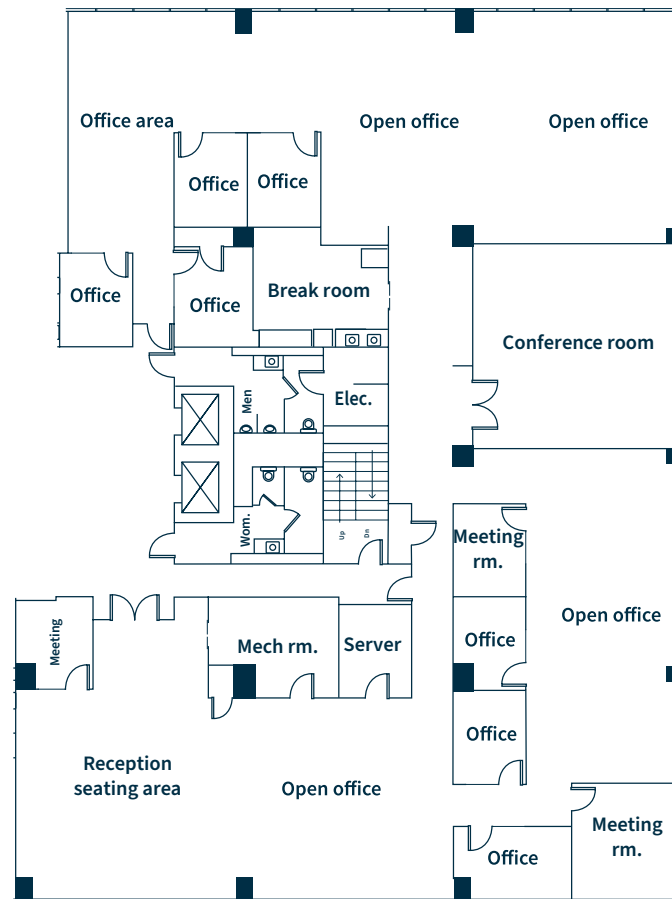 Office area
Open office
Open office
Office
Office
Office
Office
Break room
Conference room
Men
Elec.
Wom.
Up
Dn
Meeting
rm.
Meeting
Mech rm.
Server
Office
Open office
Office
Reception
seating area
Open office
Meeting
rm.
Office